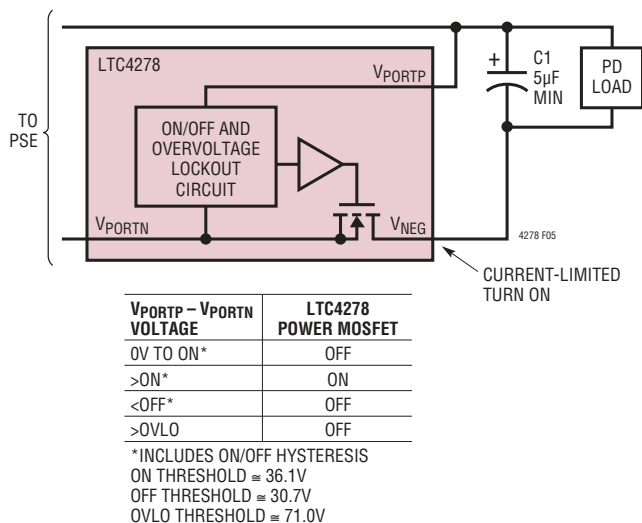 LTC4278
VPORTP
C1
5µF
MIN
+
PD
LOAD
TO
PSE
ON/OFF AND
OVERVOLTAGE
LOCKOUT
CIRCUIT
VPORTN
VNEG
4278 F05
CURRENT-LIMITED
TURN ON
VPORTP – VPORTN VOLTAGE
LTC4278 POWER MOSFET
0V TO ON* OFF
>ON* ON
<OFF* OFF
>OVLO OFF
*INCLUDES ON/OFF HYSTERESIS
ON THRESHOLD ≅ 36.1V
OFF THRESHOLD ≅ 30.7V
OVLO THRESHOLD ≅ 71.0V